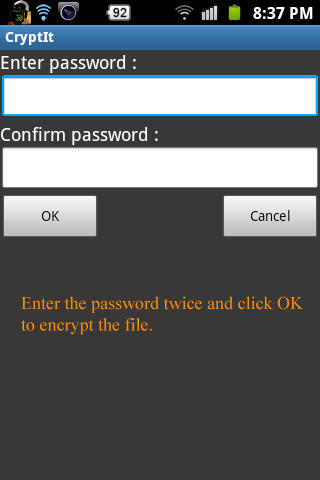 92 8:37 PM
CryptIt
Enter password :
Confirm password :
OK Cancel
Enter the password twice and click OK
to encrypt the file.